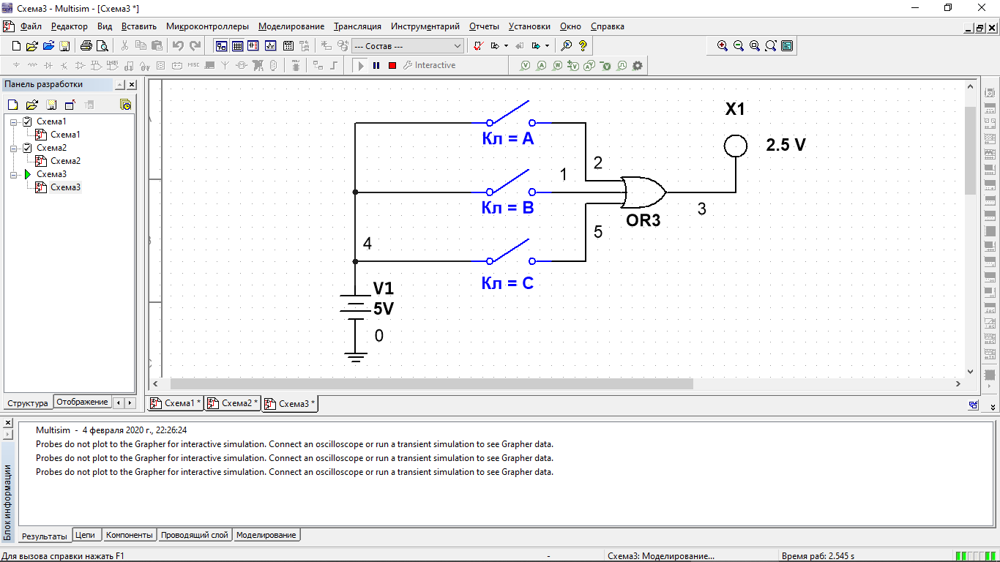 Схема3 - Multisim - [Схема3 *]
Файл Редактор Вид Вставить Микроконтроллеры Моделирование Трансляция Инструментарий Отчеты Установки Окно Справка
--- Состав ---
MISC Interactive
Панель разработки
Схема1
Схема1
Схема2
Схема2
Схема3
Схема3
Структура Отображение
X1
2.5 V
Кл = A
2
1
Кл = B
OR3
3
5
4
Кл = C
V1
5V
0
Схема1 * Схема2 * Схема3 *
Multisim - 4 февраля 2020 г., 22:26:24
Probes do not plot to the Grapher for interactive simulation. Connect an oscilloscope or run a transient simulation to see Grapher data.
Probes do not plot to the Grapher for interactive simulation. Connect an oscilloscope or run a transient simulation to see Grapher data.
Probes do not plot to the Grapher for interactive simulation. Connect an oscilloscope or run a transient simulation to see Grapher data.
Блок информации
Результаты Цепи Компоненты Проводящий слой Моделирование
Для вызова справки нажать F1 - Схема3: Моделирование... Время раб: 2.545 s